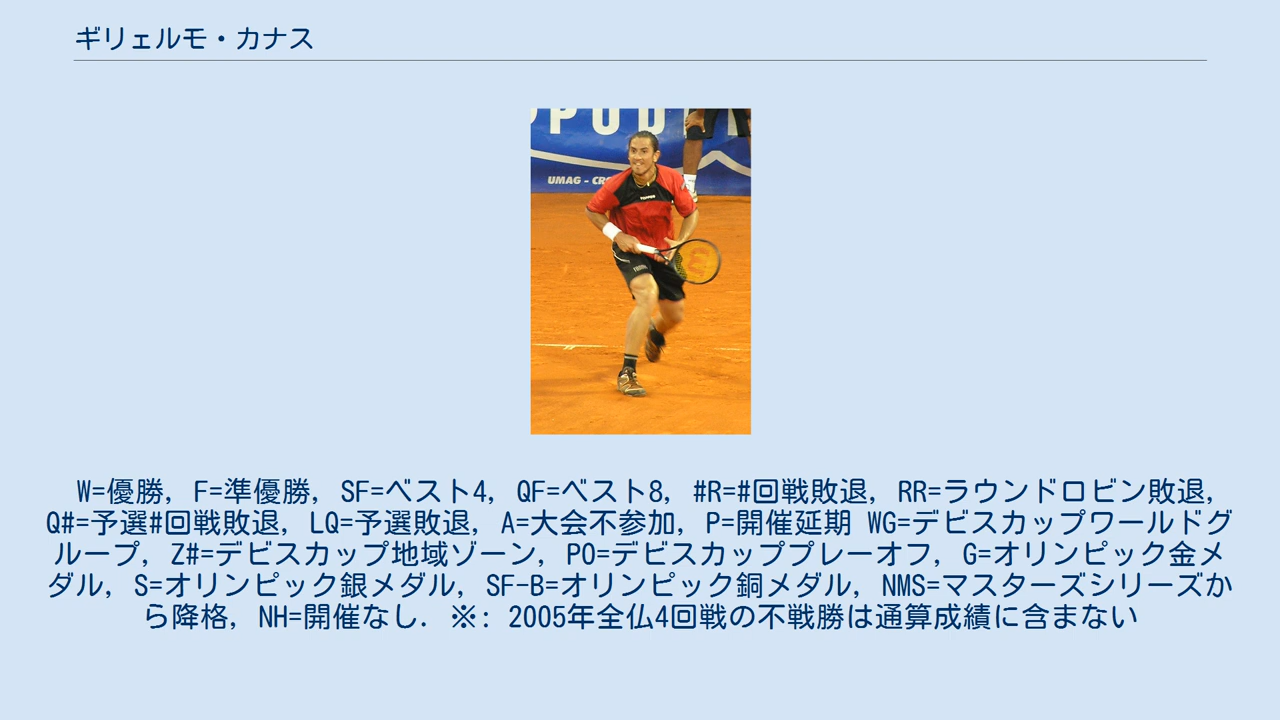 ギリェルモ・カナス
OPUD
UMAG - CRO
W=優勝, F=準優勝, SF=ベスト4, QF=ベスト8, #R=#回戦敗退, RR=ラウンドロビン敗退,
Q#=予選#回戦敗退, LQ=予選敗退, A=大会不参加, P=開催延期 WG=デビスカップワールドグ
ループ, Z#=デビスカップ地域ゾーン, PO=デビスカッププレーオフ, G=オリンピック金メ
ダル, S=オリンピック銀メダル, SF-B=オリンピック銅メダル, NMS=マスターズシリーズか
ら降格, NH=開催なし. ※: 2005年全仏4回戦の不戦勝は通算成績に含まない